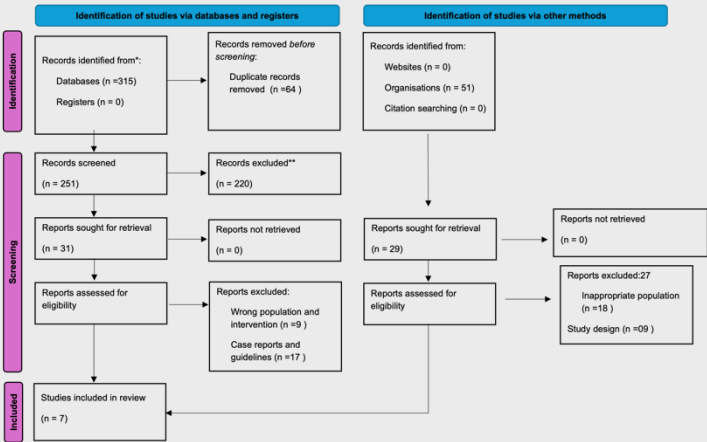 Identification of studies via databases and registers
Identification of studies via other methods
Identification
Records identified from*:
Databases (n =315)
Registers (n = 0)
Records removed before
screening:
Duplicate records
removed (n =64 )
Records identified from:
Websites (n = 0)
Organisations (n = 51)
Citation searching (n = 0)
Screening
Records screened
(n = 251)
Records excluded**
(n = 220)
Reports sought for retrieval
(n = 31)
Reports not retrieved
(n = 0)
Reports sought for retrieval
(n = 29)
Reports not retrieved
(n = 0)
Reports assessed for
eligibility
Reports excluded:
Wrong population and
intervention (n =9 )
Case reports and
guidelines (n =17 )
Reports assessed for
eligibility
Reports excluded:27
Inappropriate population
(n =18 )
Study design (n =09 )
Included
Studies included in review
(n = 7)